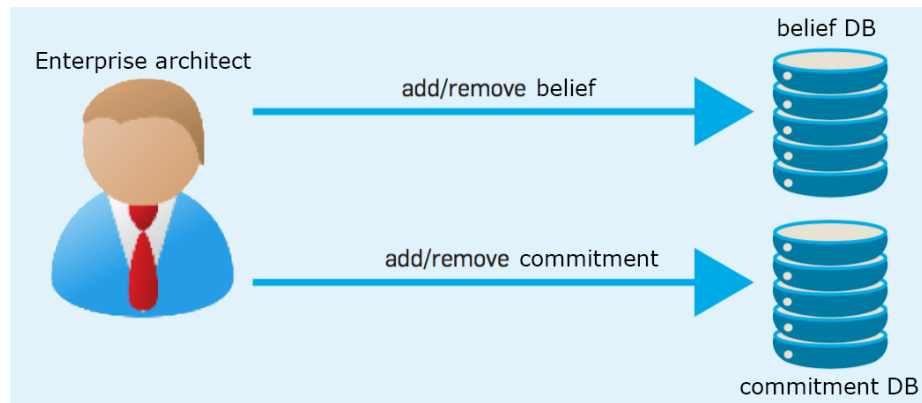 belief DB
Enterprise architect
add/remove belief
add/remove commitment
commitment DB